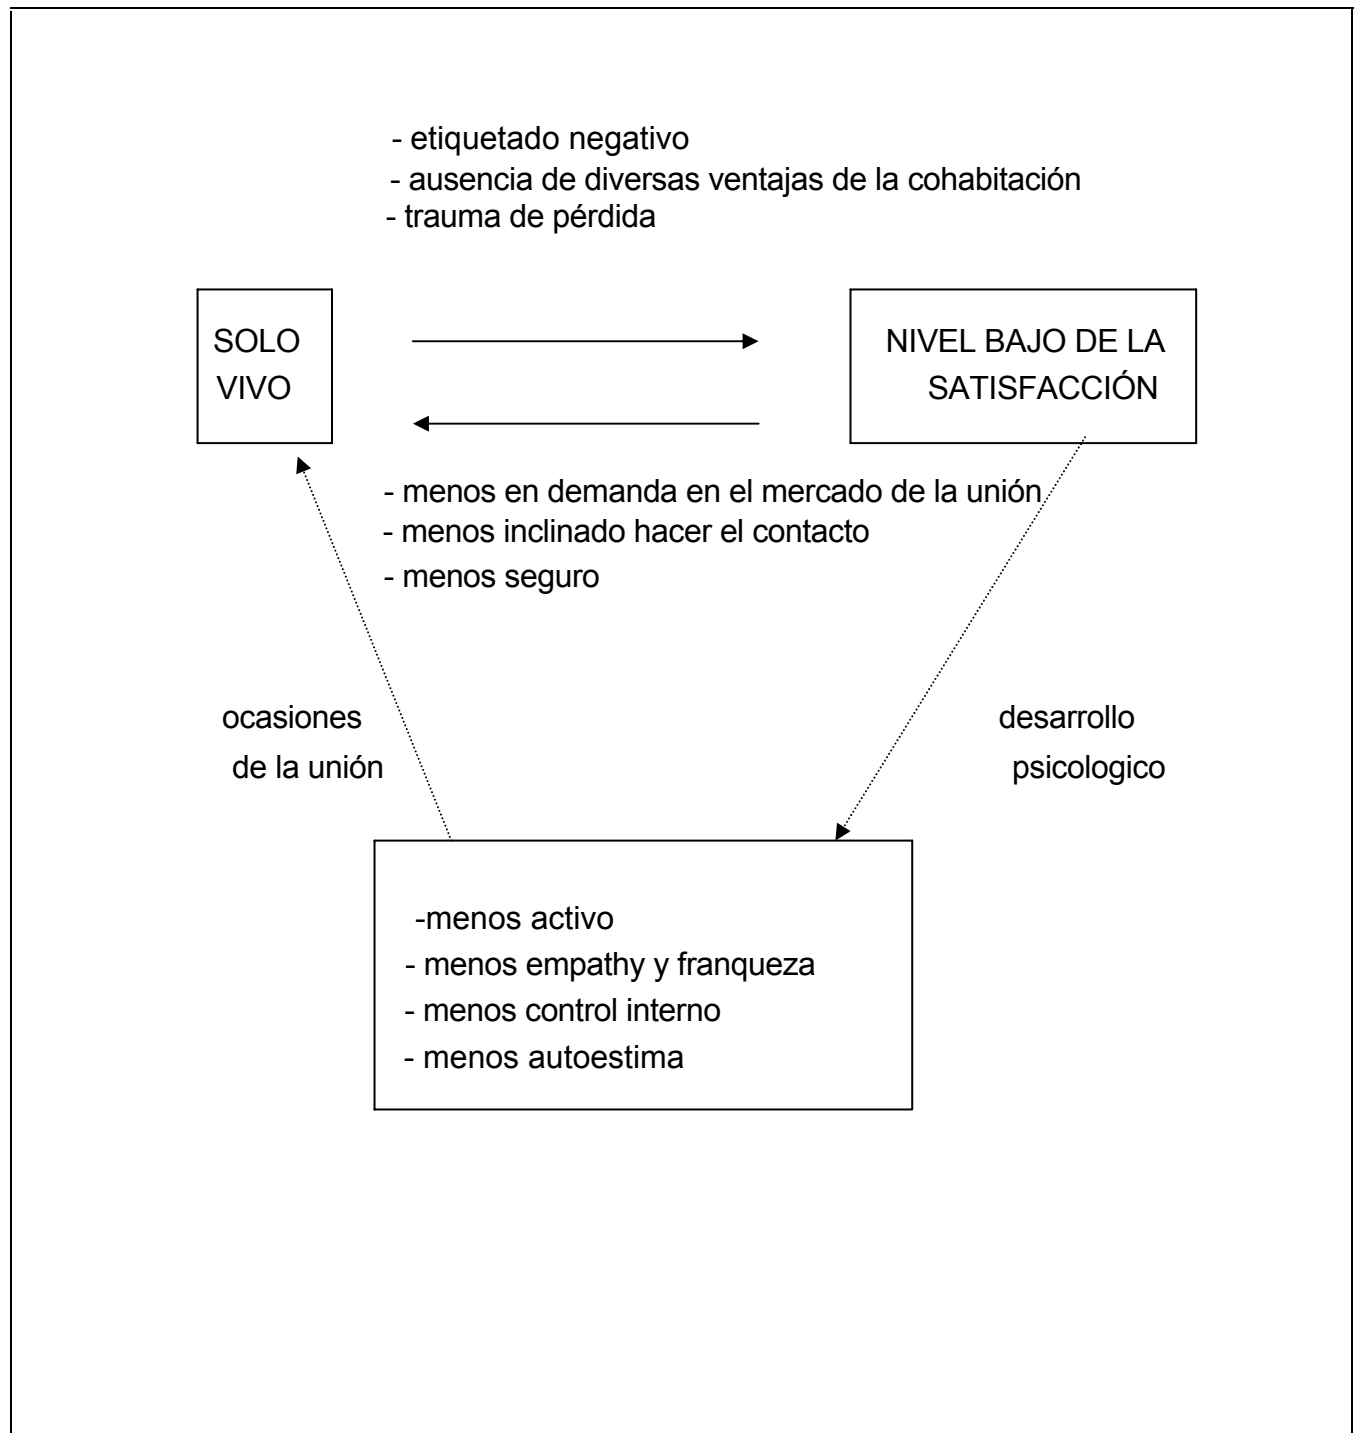 - etiquetado negativo
- ausencia de diversas ventajas de la cohabitación
- trauma de pérdida
SOLO
VIVO
NIVEL BAJO DE LA
SATISFACCIÓN
- menos en demanda en el mercado de la unión
- menos inclinado hacer el contacto
- menos seguro
ocasiones
de la unión
desarrollo
psicologico
-menos activo
- menos empathy y franqueza
- menos control interno
- menos autoestima